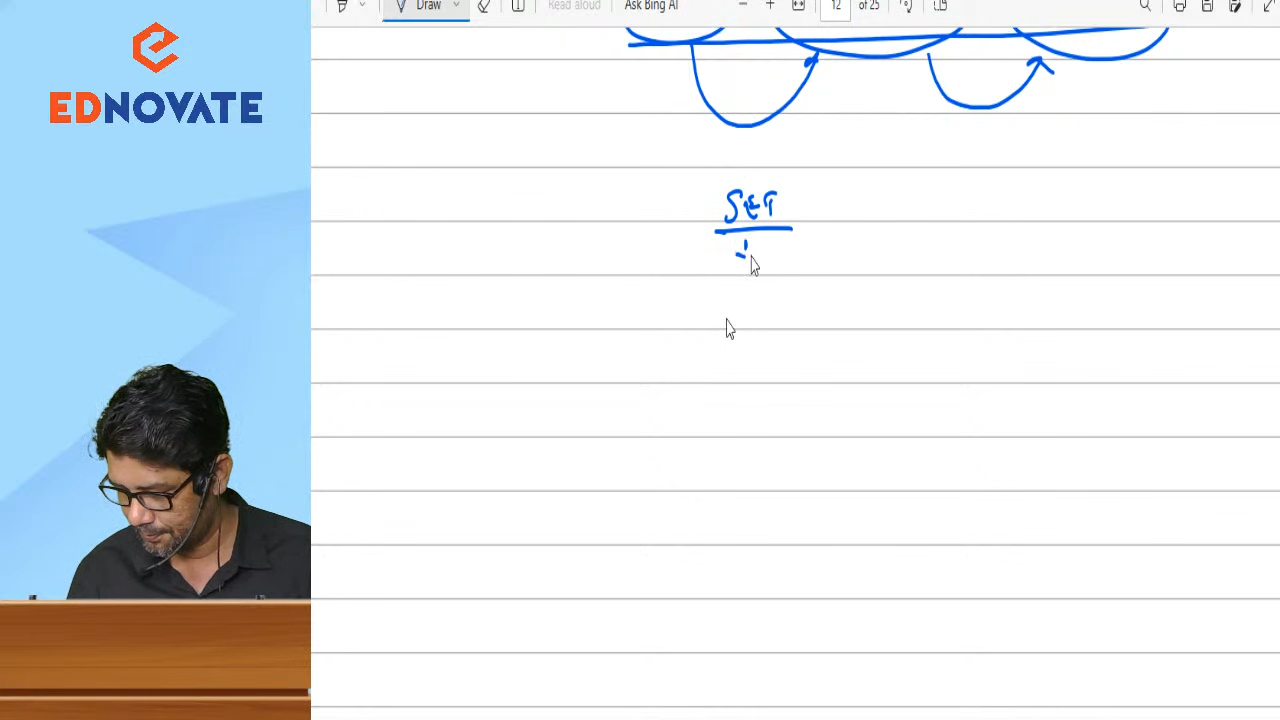 Draw
Read aloud
Ask Bing AI
12 of 25
EDNOVATE
SET